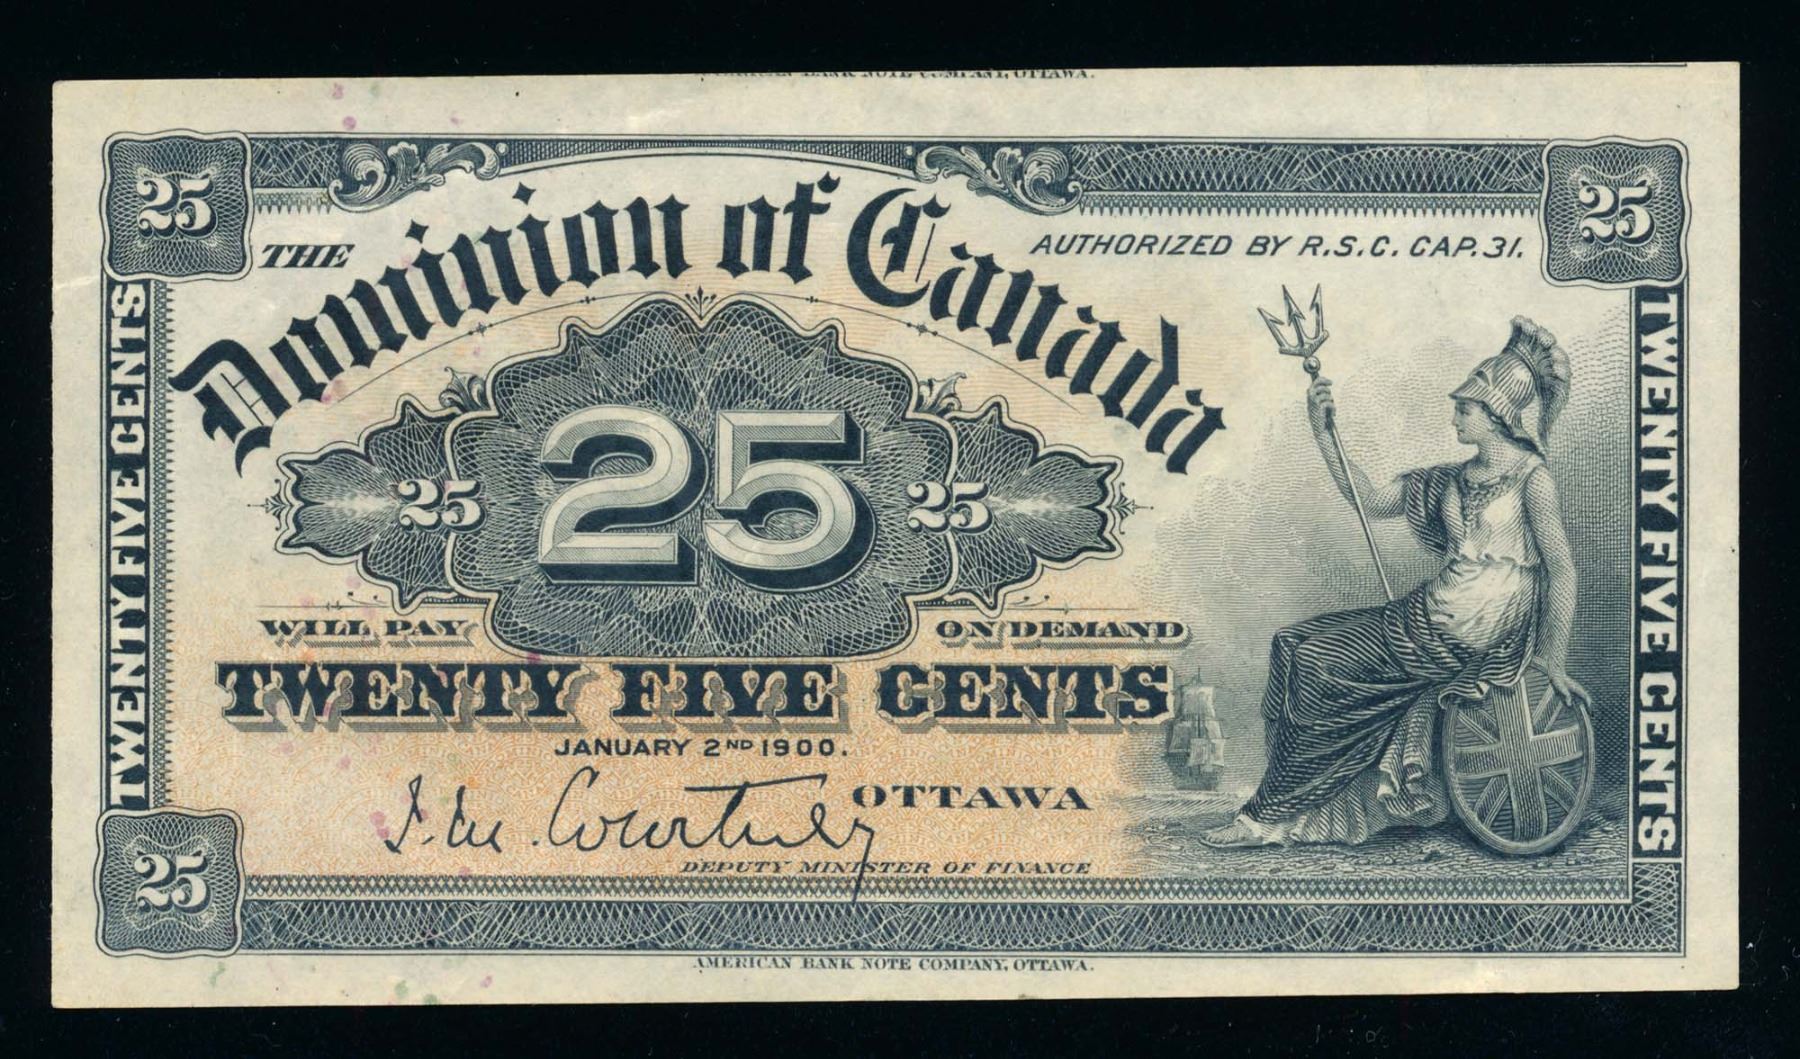 BANK NOTE COMPANY, OTTAWA.
25
25
THE
Dominion of Canada
AUTHORIZED BY R.S.C. CAP. 31.
TWENTY FIVE CENTS
TWENTY FIVE CENTS
25
25
25
WILL PAY
ON DEMAND
TWENTY FIVE CENTS
JANUARY 2ND 1900.
J. M. Courtney
OTTAWA
DEPUTY MINISTER OF FINANCE
25
AMERICAN BANK NOTE COMPANY, OTTAWA.